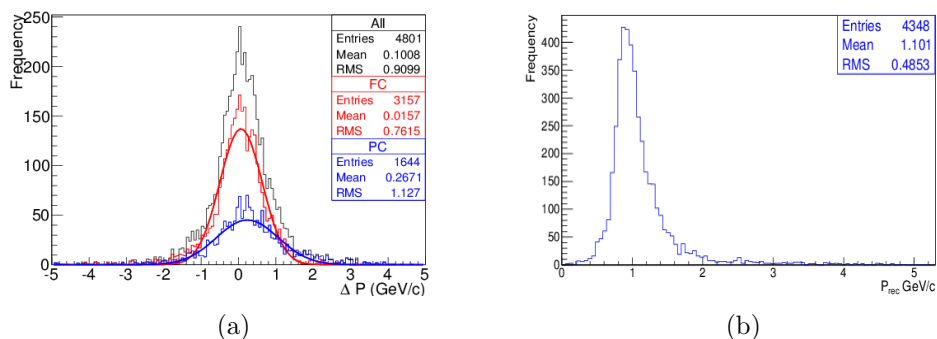 Frequency
250
200
150
100
50
0
-5 -4 -3 -2 -1 0 1 2 3 4 5
Δ P (GeV/c)
All
Entries 4801
Mean 0.1008
RMS 0.9099
FC
Entries 3157
Mean 0.0157
RMS 0.7615
PC
Entries 1644
Mean 0.2671
RMS 1.127
(a)
Frequency
400
350
300
250
200
150
100
50
0
0 1 2 3 4 5
P_rec GeV/c
Entries 4348
Mean 1.101
RMS 0.4853
(b)